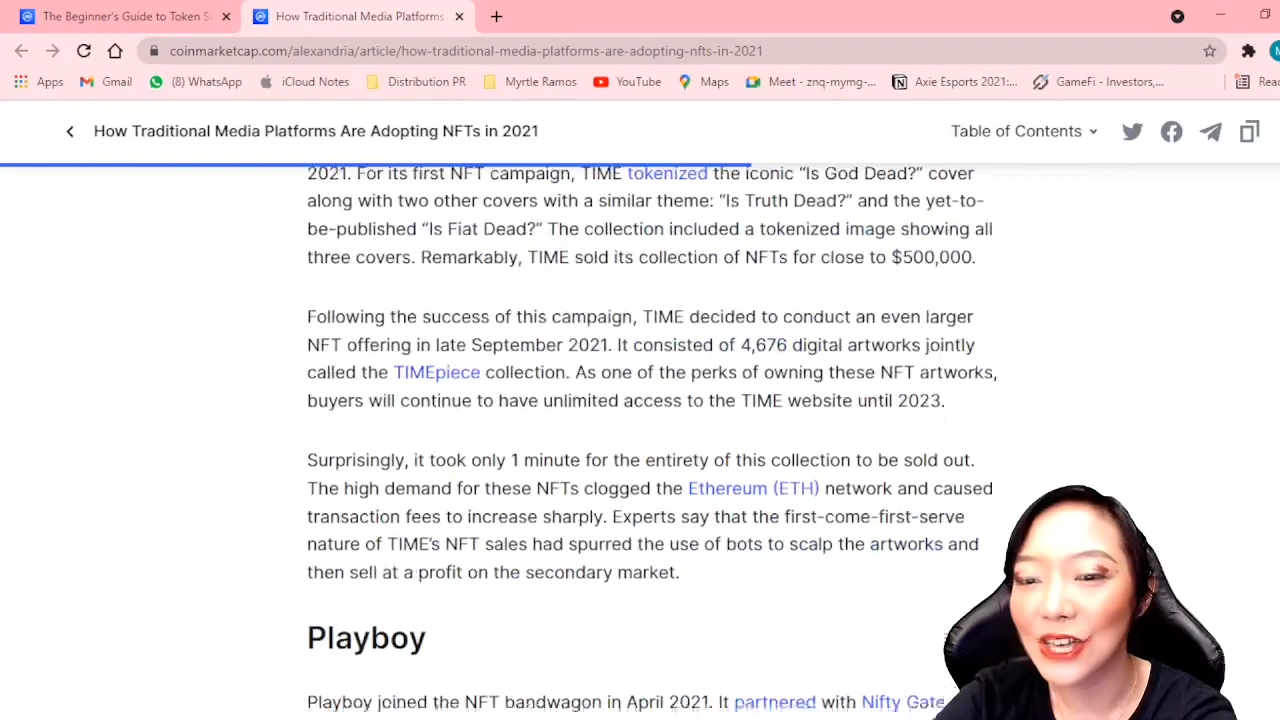 The Beginner's Guide to Token
How Traditional Media Platforms
coinmarketcap.com/alexandria/article/how-traditional-media-platforms-are-adopting-nfts-in-2021
Apps Gmail (8) WhatsApp iCloud Notes Distribution PR Myrtle Ramos YouTube Maps Meet - znq-mymg-... Axie Esports 2021:... GameFi - Investors,... Rea
How Traditional Media Platforms Are Adopting NFTs in 2021
Table of Contents
2021. For its first NFT campaign, TIME tokenized the iconic “Is God Dead?” cover
along with two other covers with a similar theme: “Is Truth Dead?” and the yet-to-
be-published “Is Fiat Dead?” The collection included a tokenized image showing all
three covers. Remarkably, TIME sold its collection of NFTs for close to $500,000.
Following the success of this campaign, TIME decided to conduct an even larger
NFT offering in late September 2021. It consisted of 4,676 digital artworks jointly
called the TIMEpiece collection. As one of the perks of owning these NFT artworks,
buyers will continue to have unlimited access to the TIME website until 2023.
Surprisingly, it took only 1 minute for the entirety of this collection to be sold out.
The high demand for these NFTs clogged the Ethereum (ETH) network and caused
transaction fees to increase sharply. Experts say that the first-come-first-serve
nature of TIME’s NFT sales had spurred the use of bots to scalp the artworks and
then sell at a profit on the secondary market.
Playboy
Playboy joined the NFT bandwagon in April 2021. It partnered with Nifty Gate